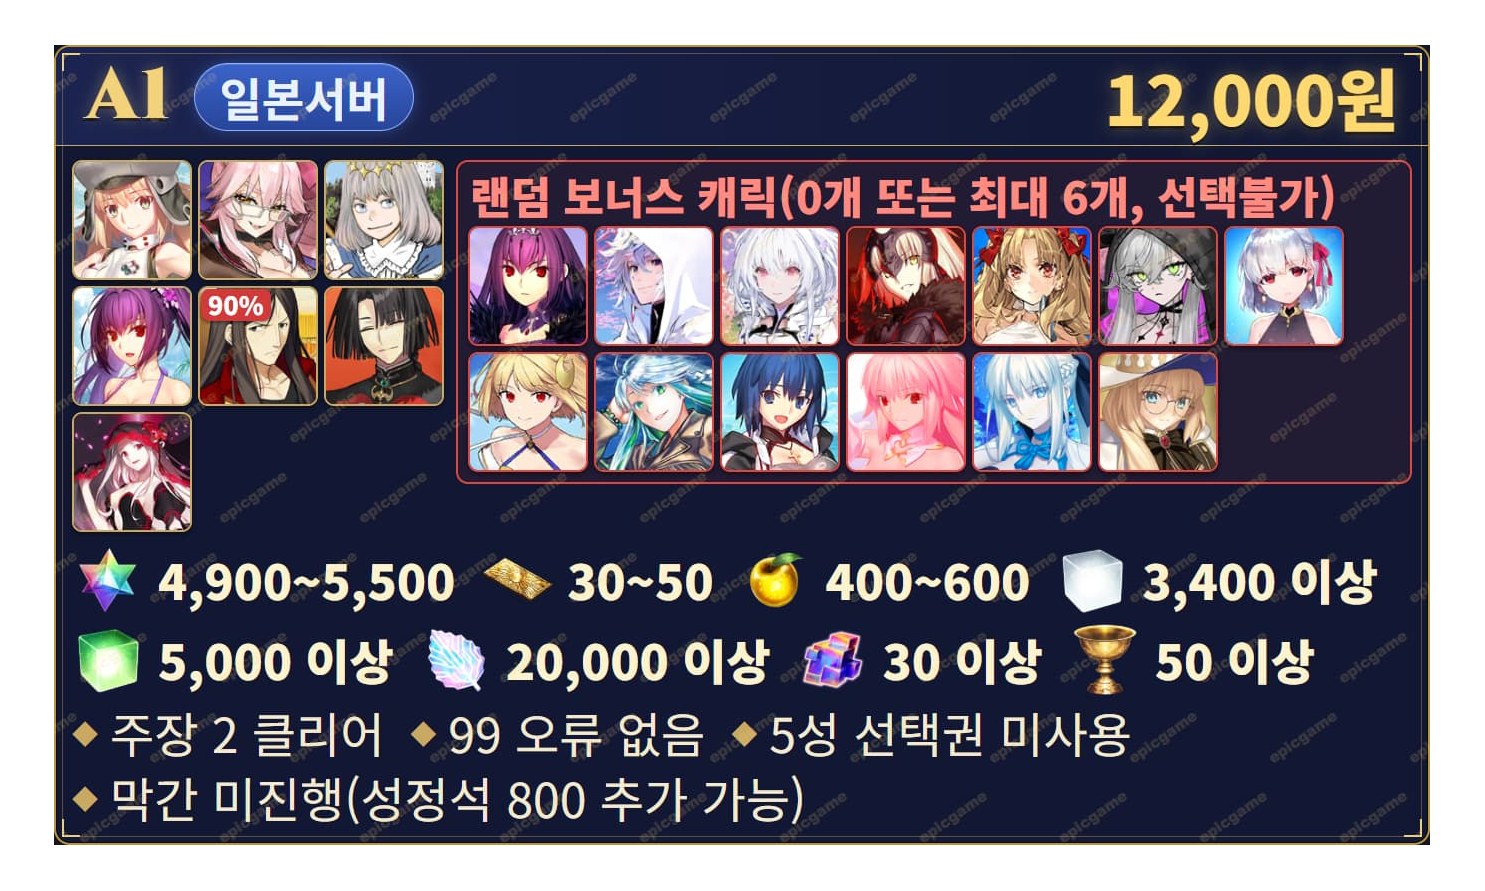 A1 일본서버 12,000원
랜덤 보너스 캐릭(0개 또는 최대 6개, 선택불가)
90%
4,900~5,500 30~50 400~600 3,400 이상
5,000 이상 20,000 이상 30 이상 50 이상
주장 2 클리어 99 오류 없음 5성 선택권 미사용
막간 미진행(성정석 800 추가 가능)
epicgame